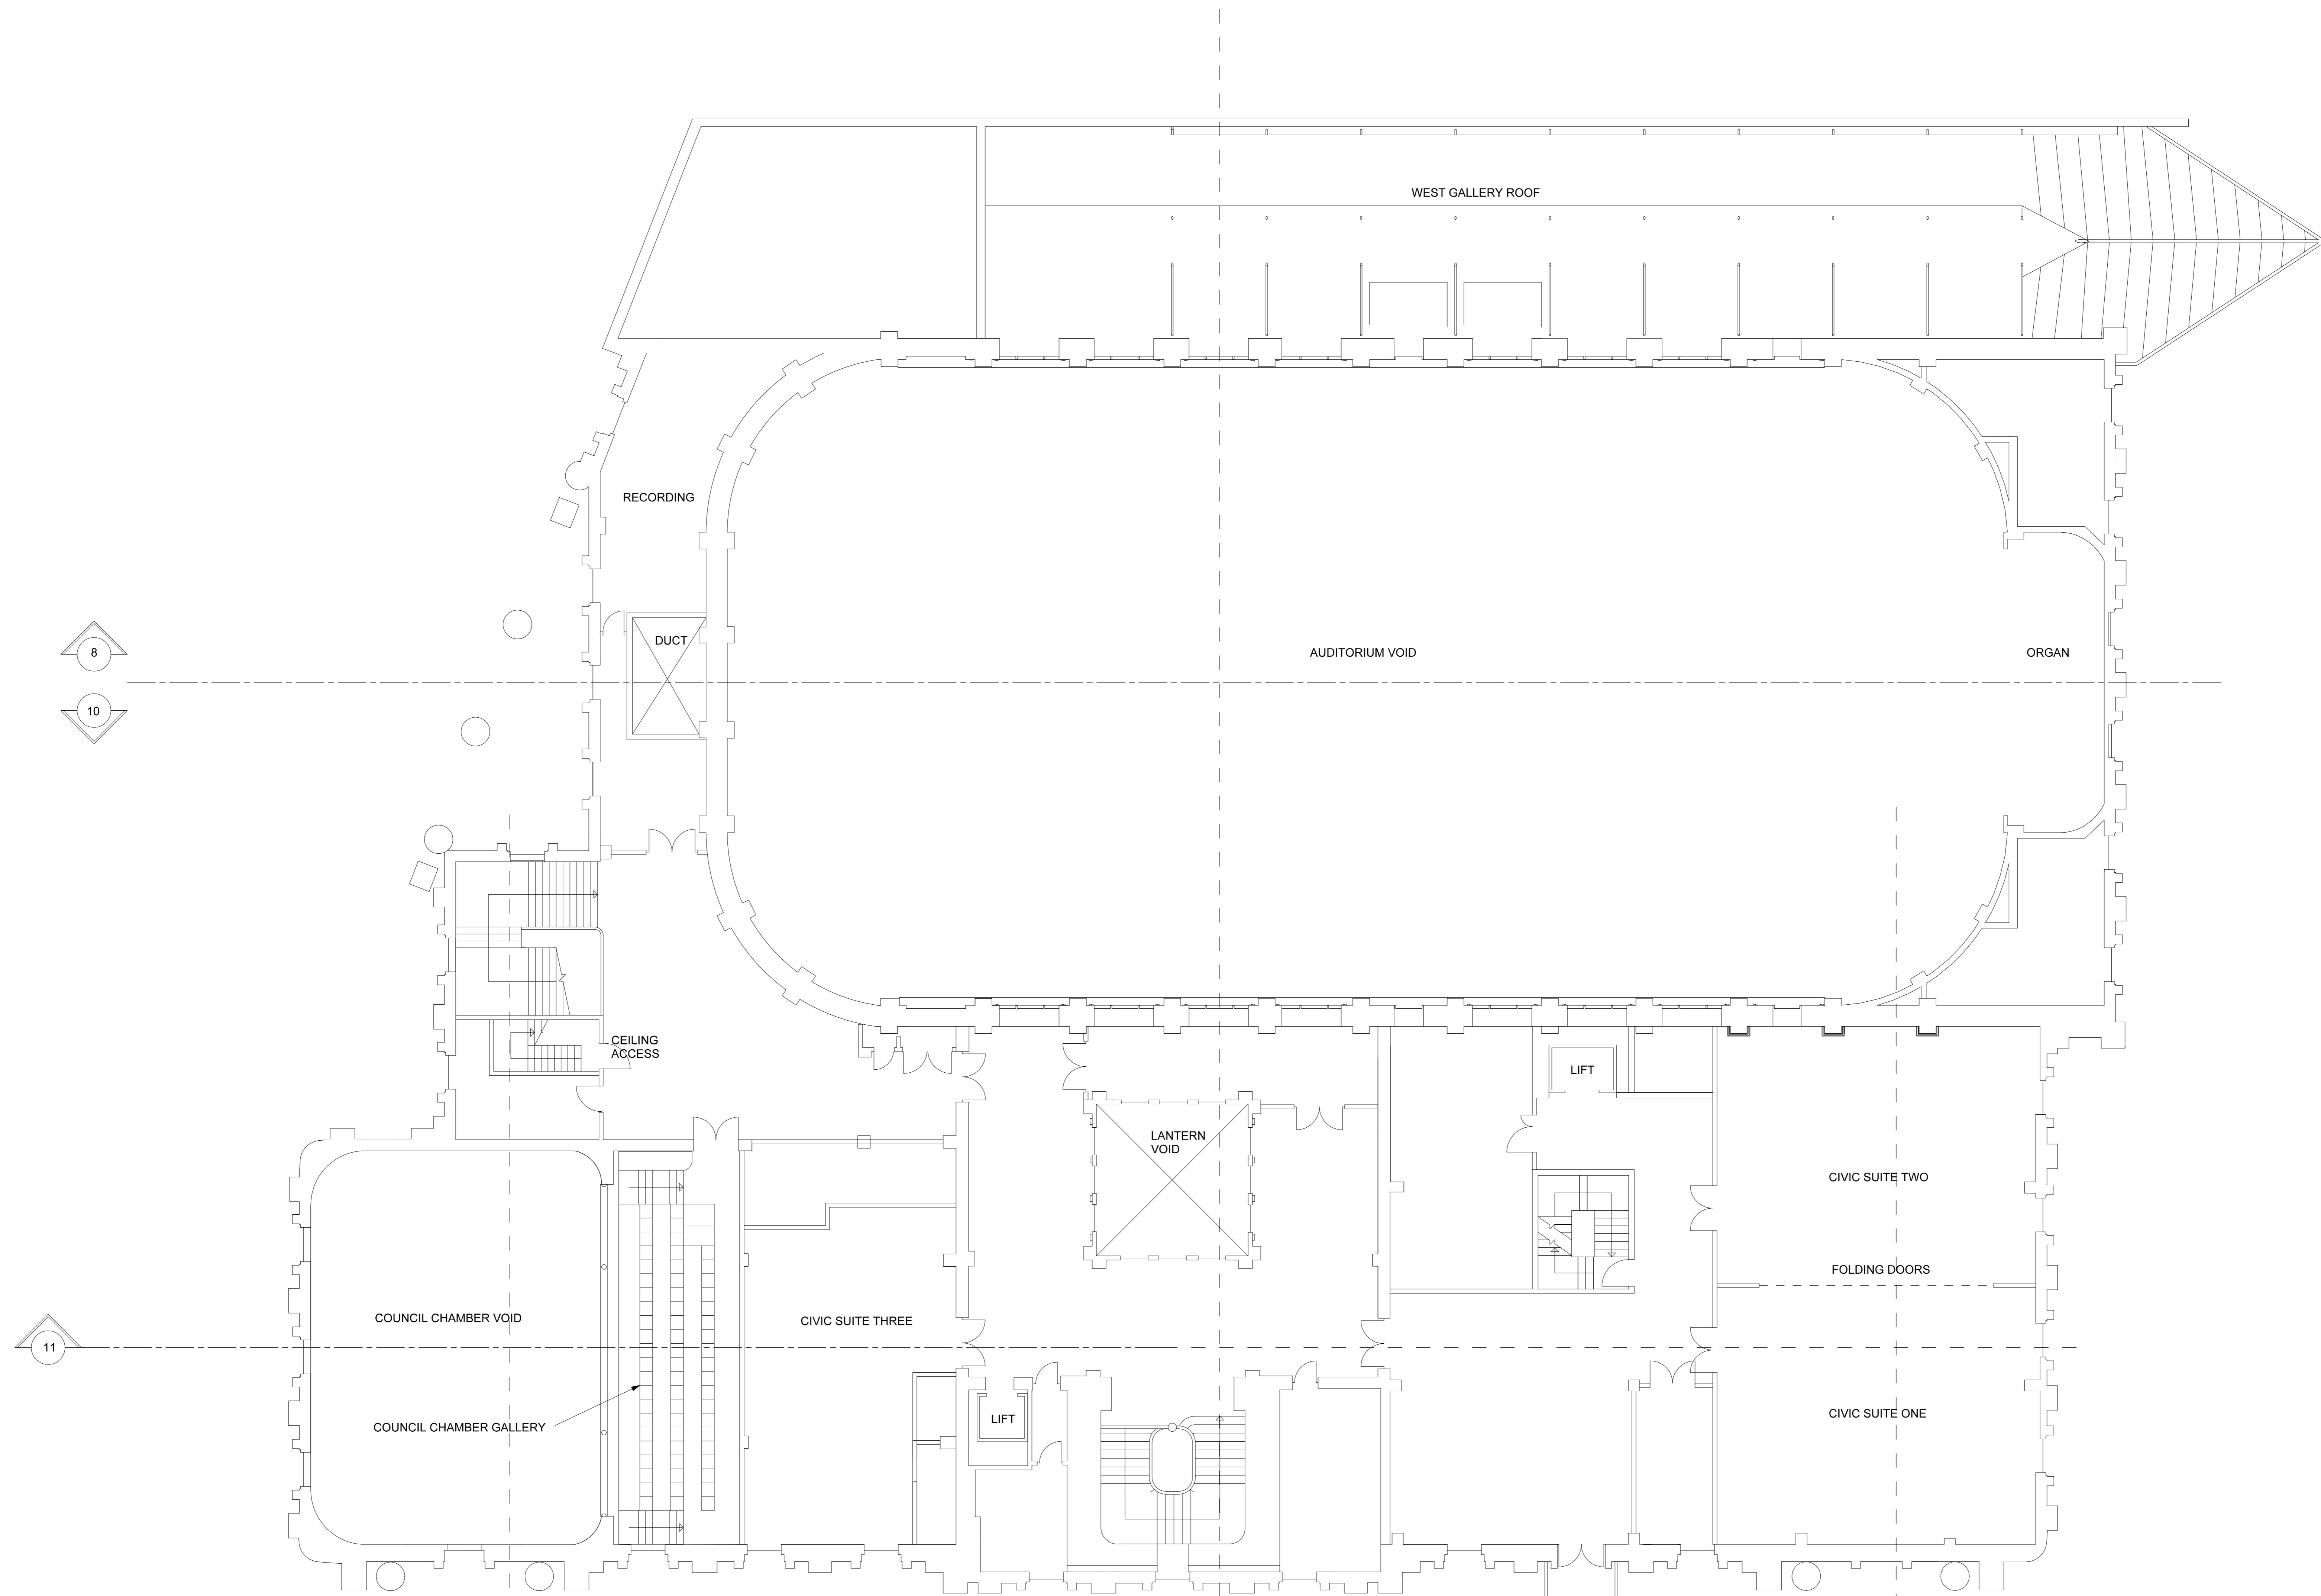 WEST GALLERY ROOF
RECORDING
DUCT
8
AUDITORIUM VOID
ORGAN
10
CEILING
ACCESS
LIFT
LANTERN
VOID
CIVIC SUITE TWO
FOLDING DOORS
COUNCIL CHAMBER VOID
CIVIC SUITE THREE
11
COUNCIL CHAMBER GALLERY
LIFT
CIVIC SUITE ONE